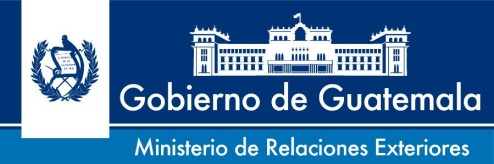 Gobierno de Guatemala
Ministerio de Relaciones Exteriores